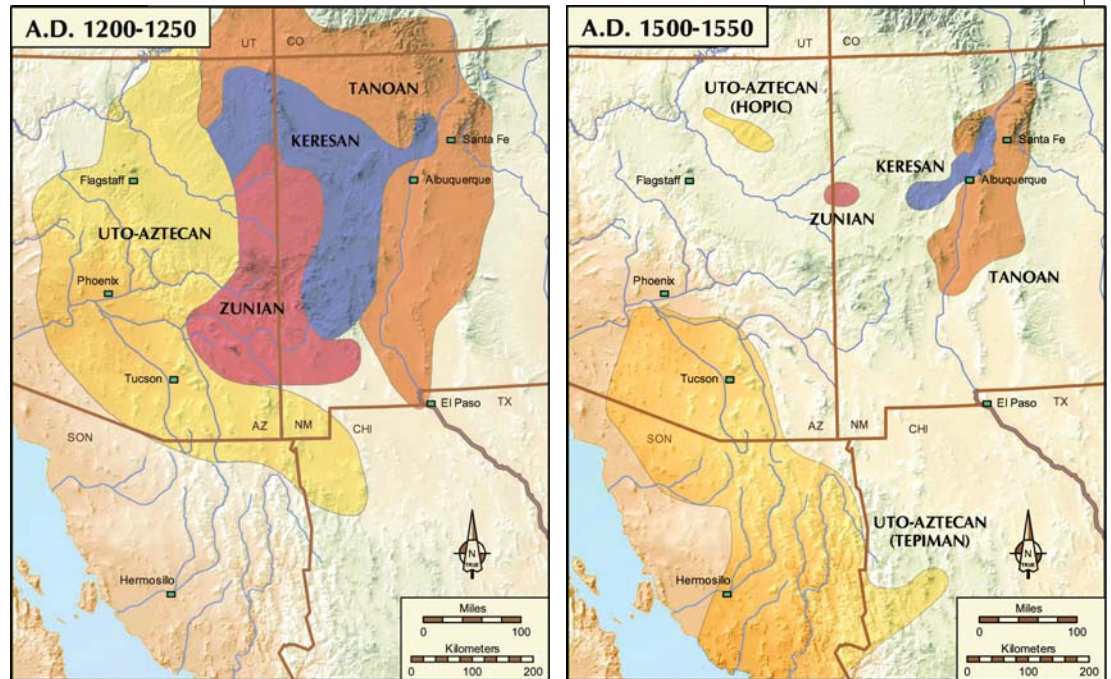 A.D. 1200-1250
UT
CO
TANOAN
KERESAN
Santa Fe
Flagstaff
Albuquerque
UTO-AZTECAN
Phoenix
ZUNIAN
Tucson
El Paso
TX
SON
AZ
NM
CHI
N
TRUE
Hermosillo
Miles
0
100
Kilometers
0
100
200
A.D. 1500-1550
UT
CO
UTO-AZTECAN
(HOPIC)
Santa Fe
KERESAN
Flagstaff
Albuquerque
ZUNIAN
Phoenix
TANOAN
Tucson
El Paso
TX
SON
AZ
NM
CHI
UTO-AZTECAN
(TEPIMAN)
N
TRUE
Hermosillo
Miles
0
100
Kilometers
0
100
200